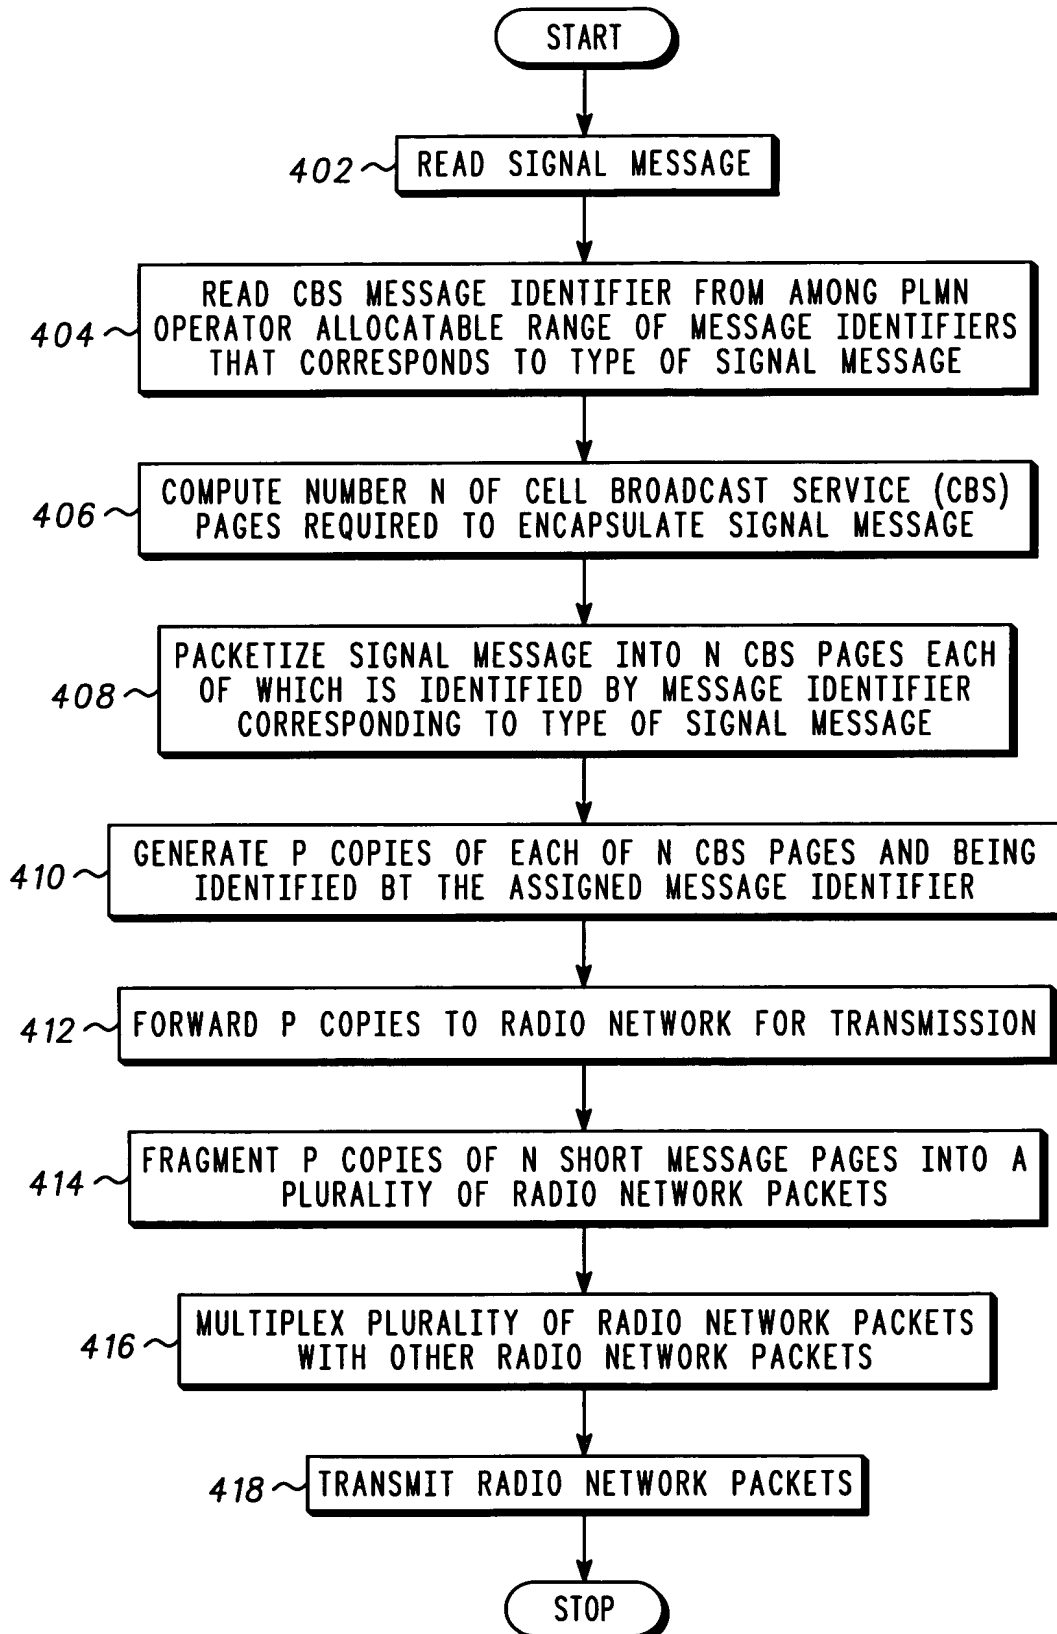 START
402
READ SIGNAL MESSAGE
404
READ CBS MESSAGE IDENTIFIER FROM AMONG PLMN
OPERATOR ALLOCATABLE RANGE OF MESSAGE IDENTIFIERS
THAT CORRESPONDS TO TYPE OF SIGNAL MESSAGE
406
COMPUTE NUMBER N OF CELL BROADCAST SERVICE (CBS)
PAGES REQUIRED TO ENCAPSULATE SIGNAL MESSAGE
408
PACKETIZE SIGNAL MESSAGE INTO N CBS PAGES EACH
OF WHICH IS IDENTIFIED BY MESSAGE IDENTIFIER
CORRESPONDING TO TYPE OF SIGNAL MESSAGE
410
GENERATE P COPIES OF EACH OF N CBS PAGES AND BEING
IDENTIFIED BT THE ASSIGNED MESSAGE IDENTIFIER
412
FORWARD P COPIES TO RADIO NETWORK FOR TRANSMISSION
414
FRAGMENT P COPIES OF N SHORT MESSAGE PAGES INTO A
PLURALITY OF RADIO NETWORK PACKETS
416
MULTIPLEX PLURALITY OF RADIO NETWORK PACKETS
WITH OTHER RADIO NETWORK PACKETS
418
TRANSMIT RADIO NETWORK PACKETS
STOP